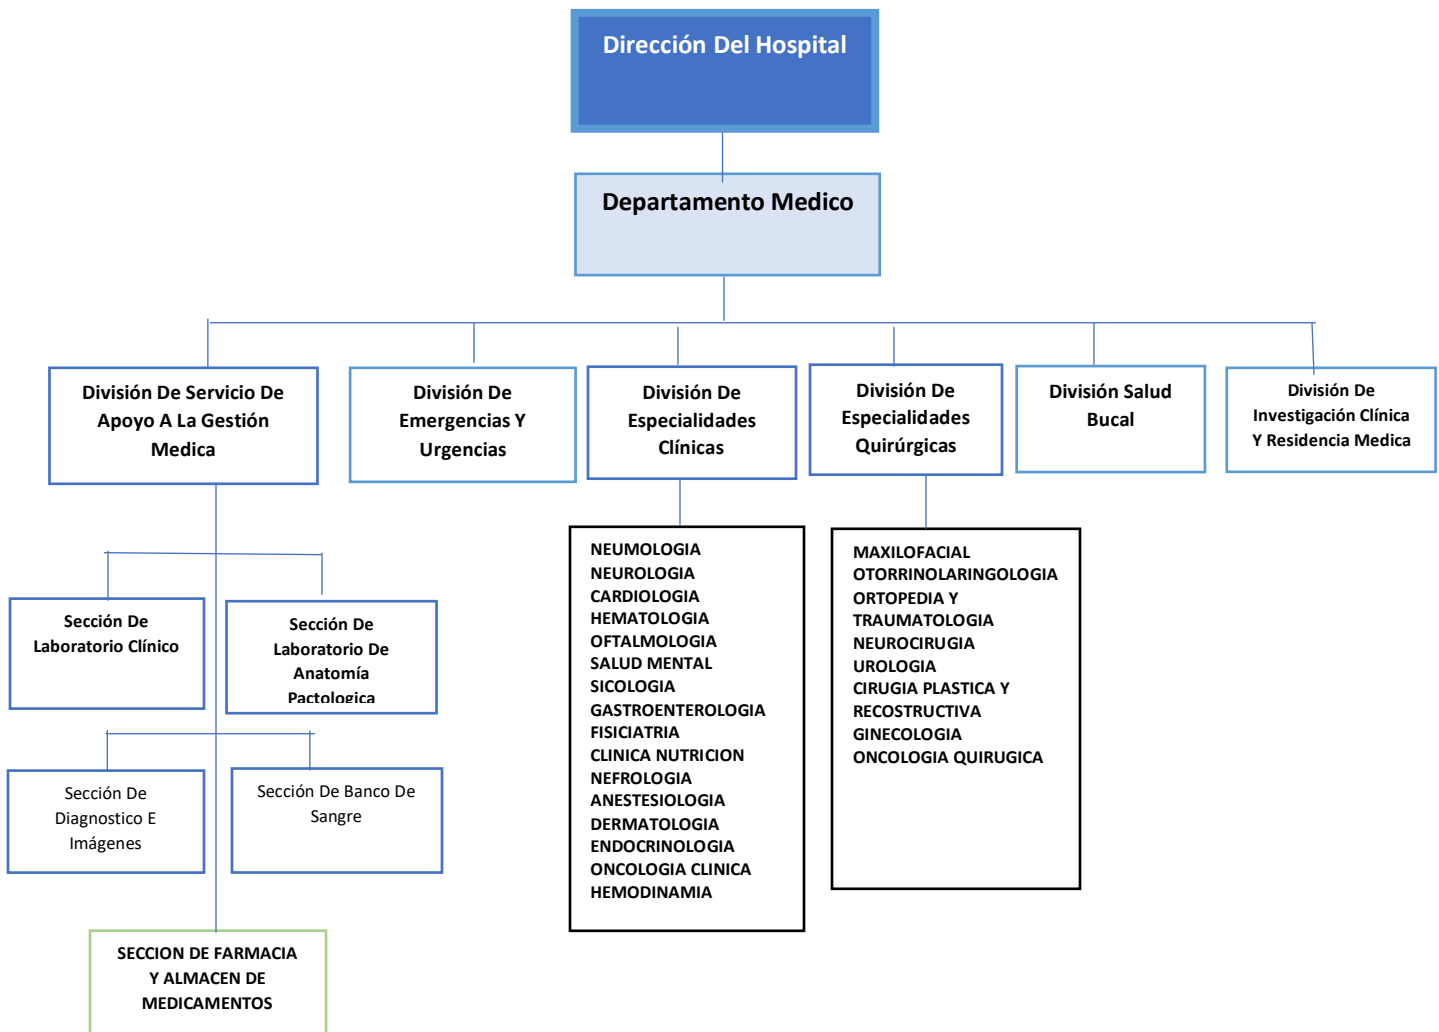 Dirección Del Hospital
Departamento Medico
División De Servicio De
Apoyo A La Gestión
Medica
División De
Emergencias Y
Urgencias
División De
Especialidades
Clínicas
División De
Especialidades
Quirúrgicas
División Salud
Bucal
División De
Investigación Clínica
Y Residencia Medica
Sección De
Laboratorio Clínico
Sección De
Laboratorio De
Anatomía
Pactologica
Sección De
Diagnostico E
Imágenes
Sección De Banco De
Sangre
SECCION DE FARMACIA
Y ALMACEN DE
MEDICAMENTOS
NEUMOLOGIA
NEUROLOGIA
CARDIOLOGIA
HEMATOLOGIA
OFTALMOLOGIA
SALUD MENTAL
SICOLOGIA
GASTROENTEROLOGIA
FISICIATRIA
CLINICA NUTRICION
NEFROLOGIA
ANESTESIOLOGIA
DERMATOLOGIA
ENDOCRINOLOGIA
ONCOLOGIA CLINICA
HEMODINAMIA
MAXILOFACIAL
OTORRINOLARINGOLOGIA
ORTOPEDIA Y
TRAUMATOLOGIA
NEUROCIRUGIA
UROLOGIA
CIRUGIA PLASTICA Y
RECOSTRUCTIVA
GINECOLOGIA
ONCOLOGIA QUIRUGICA